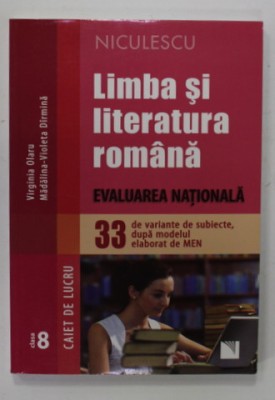 NICULESCU
Limba şi
literatura
română
EVALUAREA NAŢIONALĂ
33 de variante de subiecte,
după modelul
elaborat de MEN
Virginia Olaru
Mădălina-Violeta Dîrmină
CAIET DE LUCRU
clasa 8
N